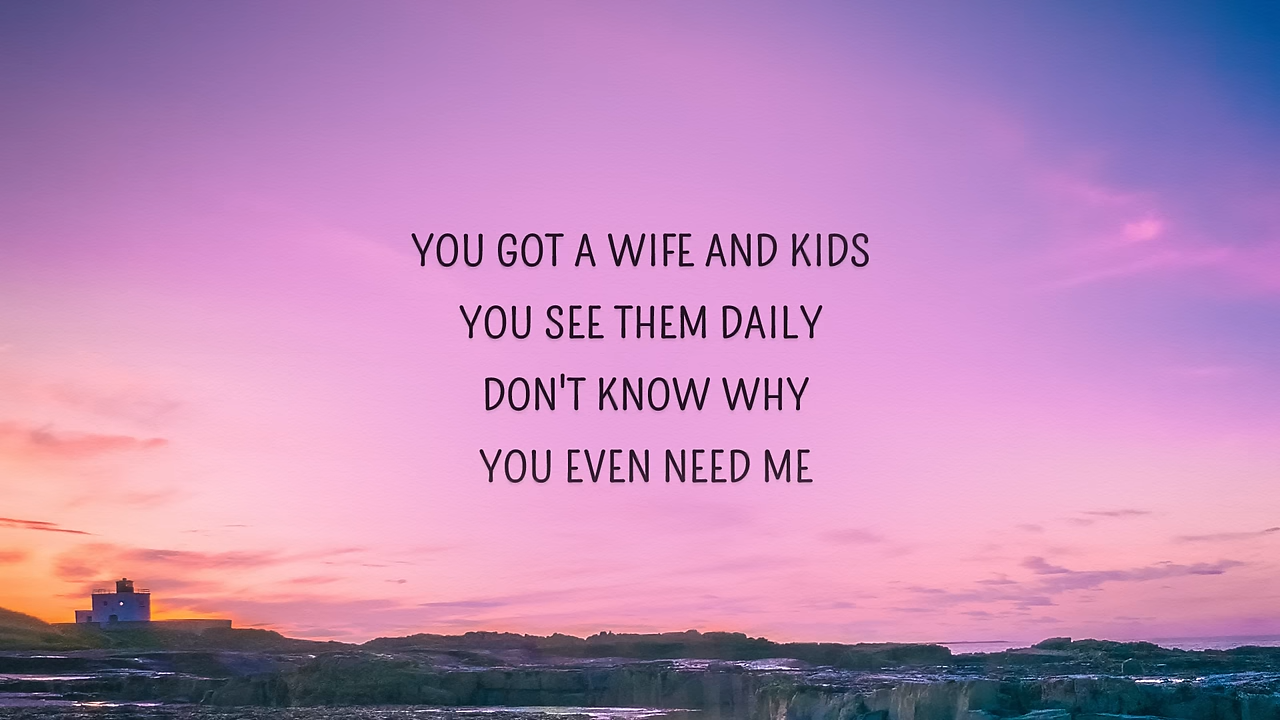 YOU GOT A WIFE AND KIDS
YOU SEE THEM DAILY
DON'T KNOW WHY
YOU EVEN NEED ME